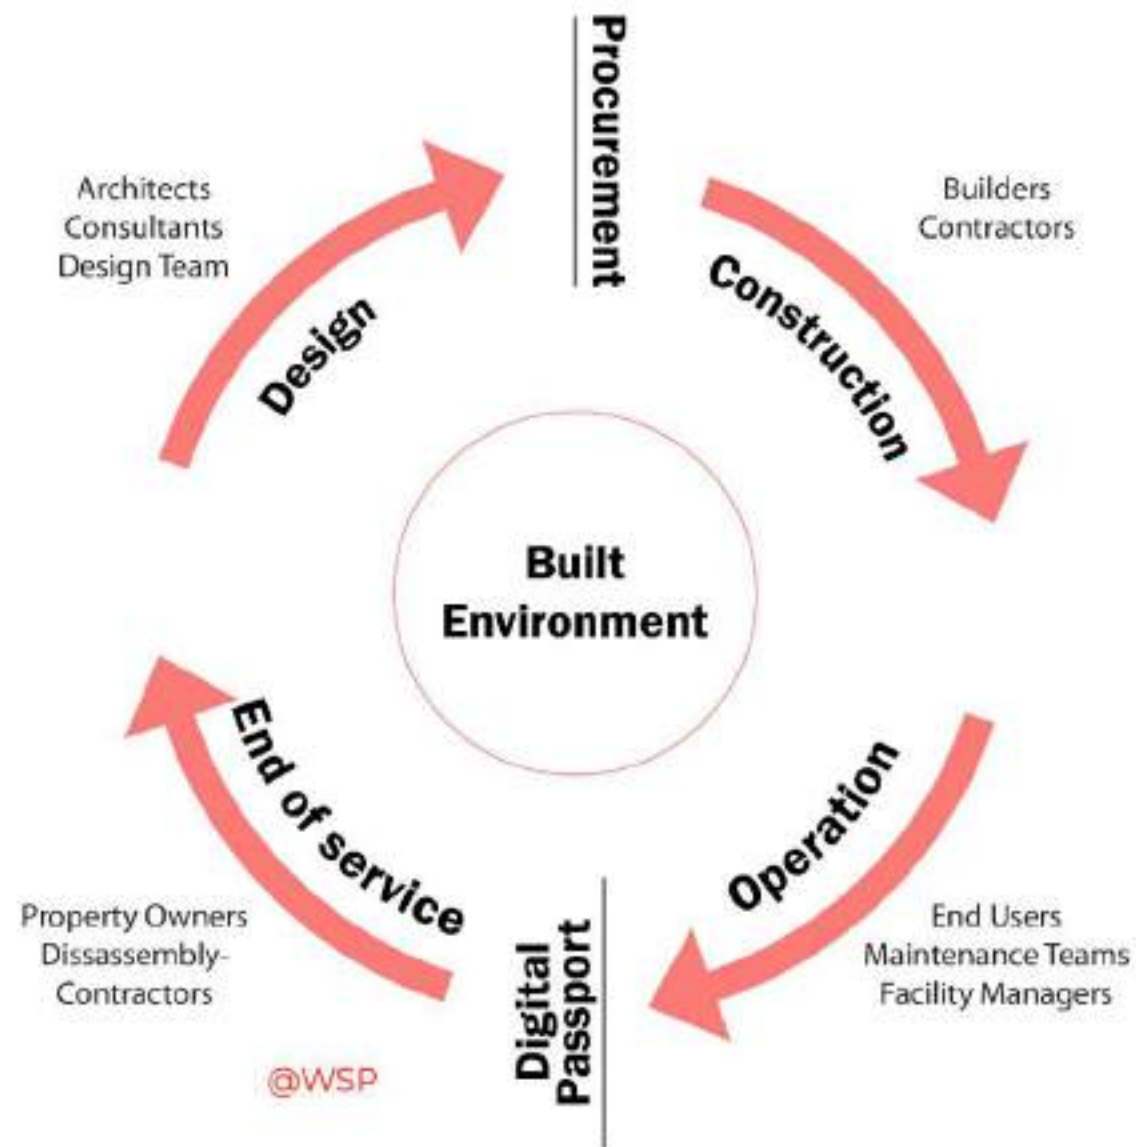 Procurement
Architects
Consultants
Design Team
Builders
Contractors
Design
Construction
Built
Environment
End of service
Operation
Property Owners
Dissassembly-
Contractors
Digital
Passport
End Users
Maintenance Teams
Facility Managers
@WSP